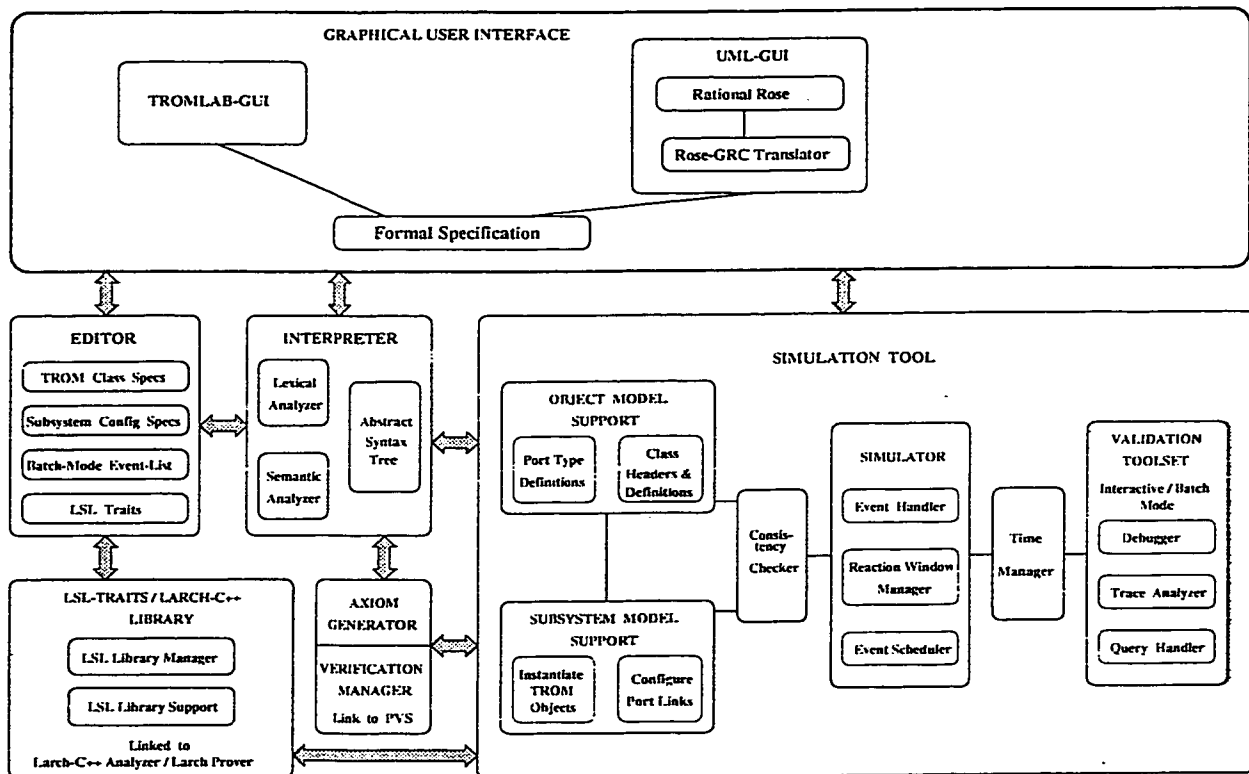 GRAPHICAL USER INTERFACE
TROMLAB-GUI
UML-GUI
Rational Rose
Rose-GRC Translator
Formal Specification
EDITOR
TROM Class Specs
Subsystem Config Specs
Batch-Mode Event-List
LSL Traits
INTERPRETER
Lexical
Analyzer
Abstract
Syntax
Tree
Semantic
Analyzer
SIMULATION TOOL
OBJECT MODEL
SUPPORT
Port Type
Definitions
Class
Headers &
Definitions
Consis-
tency
Checker
SIMULATOR
Event Handler
Reaction Window
Manager
Event Scheduler
Time
Manager
VALIDATION
TOOLSET
Interactive / Batch
Mode
Debugger
Trace Analyzer
Query Handler
SUBSYSTEM MODEL
SUPPORT
Instantiate
TROM
Objects
Configure
Port Links
LSL-TRAITS / LARCH-C++
LIBRARY
LSL Library Manager
LSL Library Support
Linked to
Larch-C++ Analyzer / Larch Prover
AXIOM
GENERATOR
VERIFICATION
MANAGER
Link to PVS